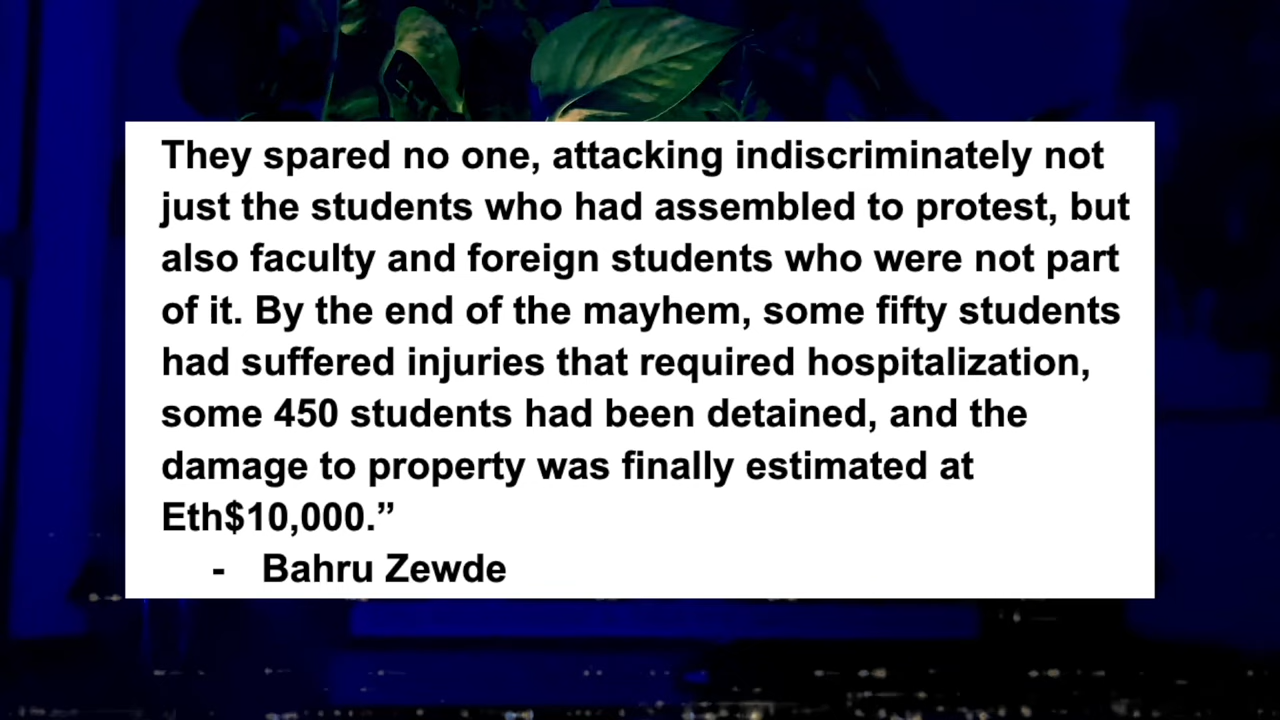 They spared no one, attacking indiscriminately not
just the students who had assembled to protest, but
also faculty and foreign students who were not part
of it. By the end of the mayhem, some fifty students
had suffered injuries that required hospitalization,
some 450 students had been detained, and the
damage to property was finally estimated at
Eth$10,000.”
- Bahru Zewde